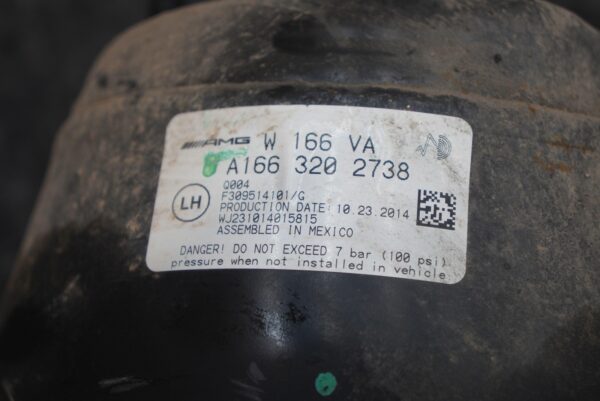 AMG W 166 VA
A166 320 2738
Q004
F309514101/G
LH
PRODUCTION DATE: 10.23.2014
WJ231014015815
ASSEMBLED IN MEXICO
DANGER! DO NOT EXCEED 7 bar (100 psi)
pressure when not installed in vehicle